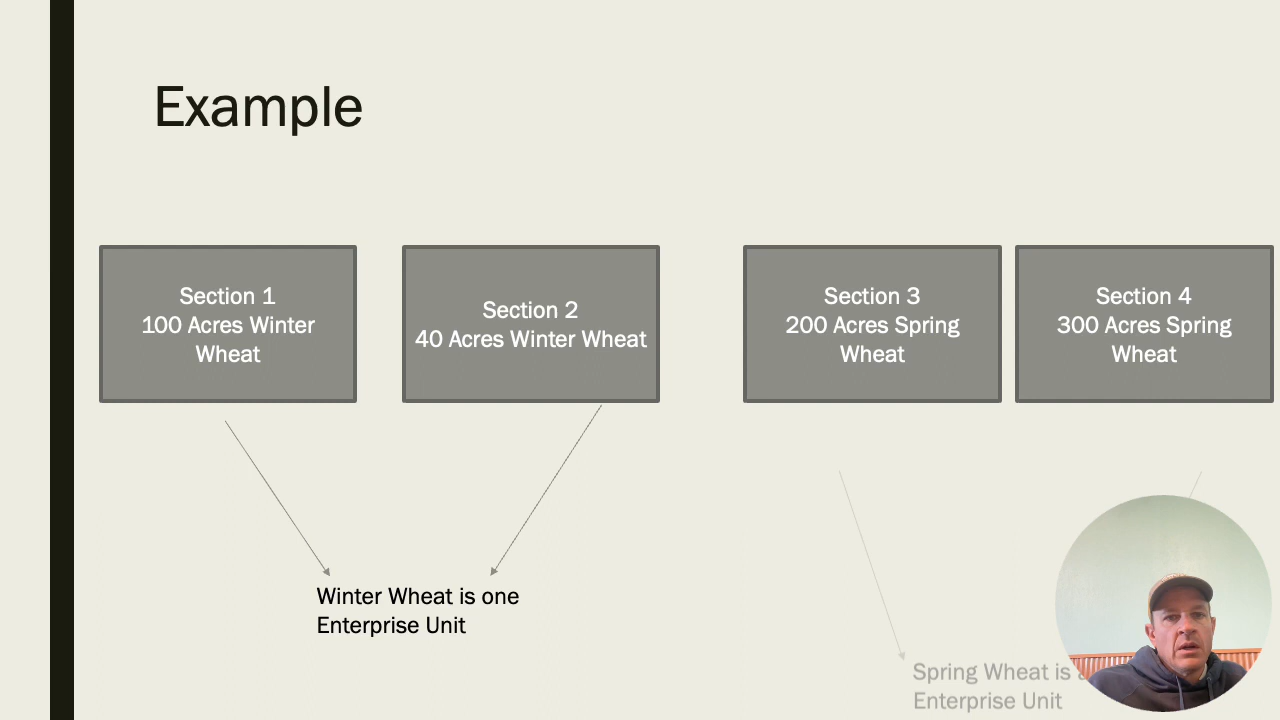 Example
Section 1
100 Acres Winter
Wheat
Section 2
40 Acres Winter Wheat
Section 3
200 Acres Spring
Wheat
Section 4
300 Acres Spring
Wheat
Winter Wheat is one
Enterprise Unit
Spring Wheat is
Enterprise Unit